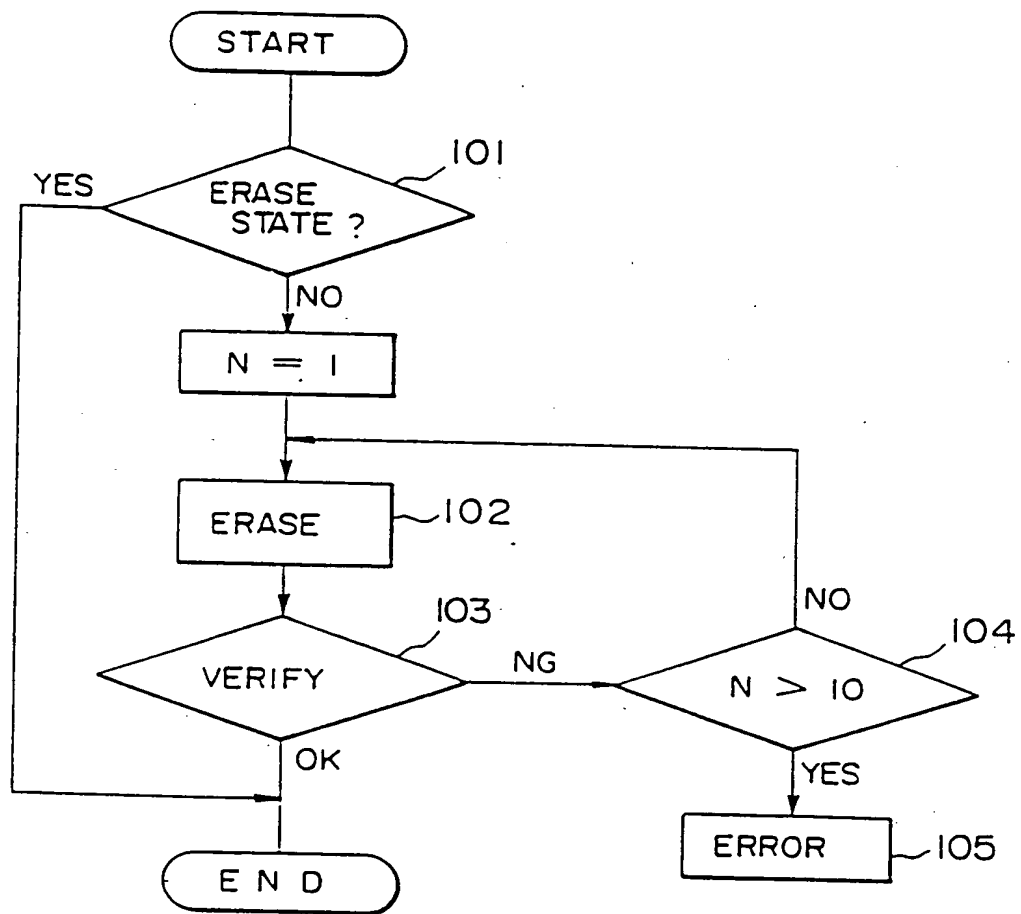 START
101
YES
ERASE
STATE ?
NO
N = 1
ERASE
102
103
VERIFY
NG
NO
104
N > 10
OK
YES
ERROR
105
END